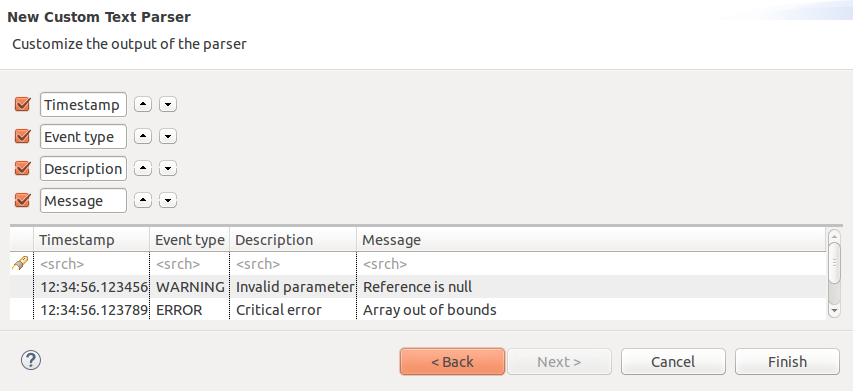 New Custom Text Parser
Customize the output of the parser
Timestamp
Event type
Description
Message
Timestamp Event type Description Message
<srch> <srch> <srch> <srch>
12:34:56.123456 WARNING Invalid parameter Reference is null
12:34:56.123789 ERROR Critical error Array out of bounds
? < Back Next > Cancel Finish